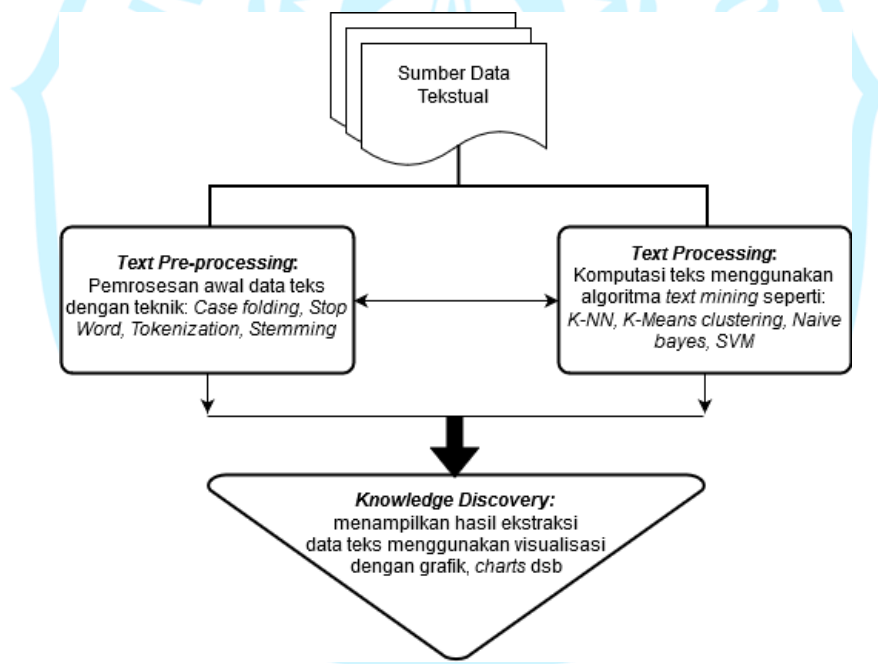 Sumber Data
Tekstual
Text Pre-processing:
Pemrosesan awal data teks
dengan teknik: Case folding, Stop
Word, Tokenization, Stemming
Text Processing:
Komputasi teks menggunakan
algoritma text mining seperti:
K-NN, K-Means clustering, Naive
bayes, SVM
Knowledge Discovery:
menampilkan hasil ekstraksi
data teks menggunakan visualisasi
dengan grafik, charts dsb